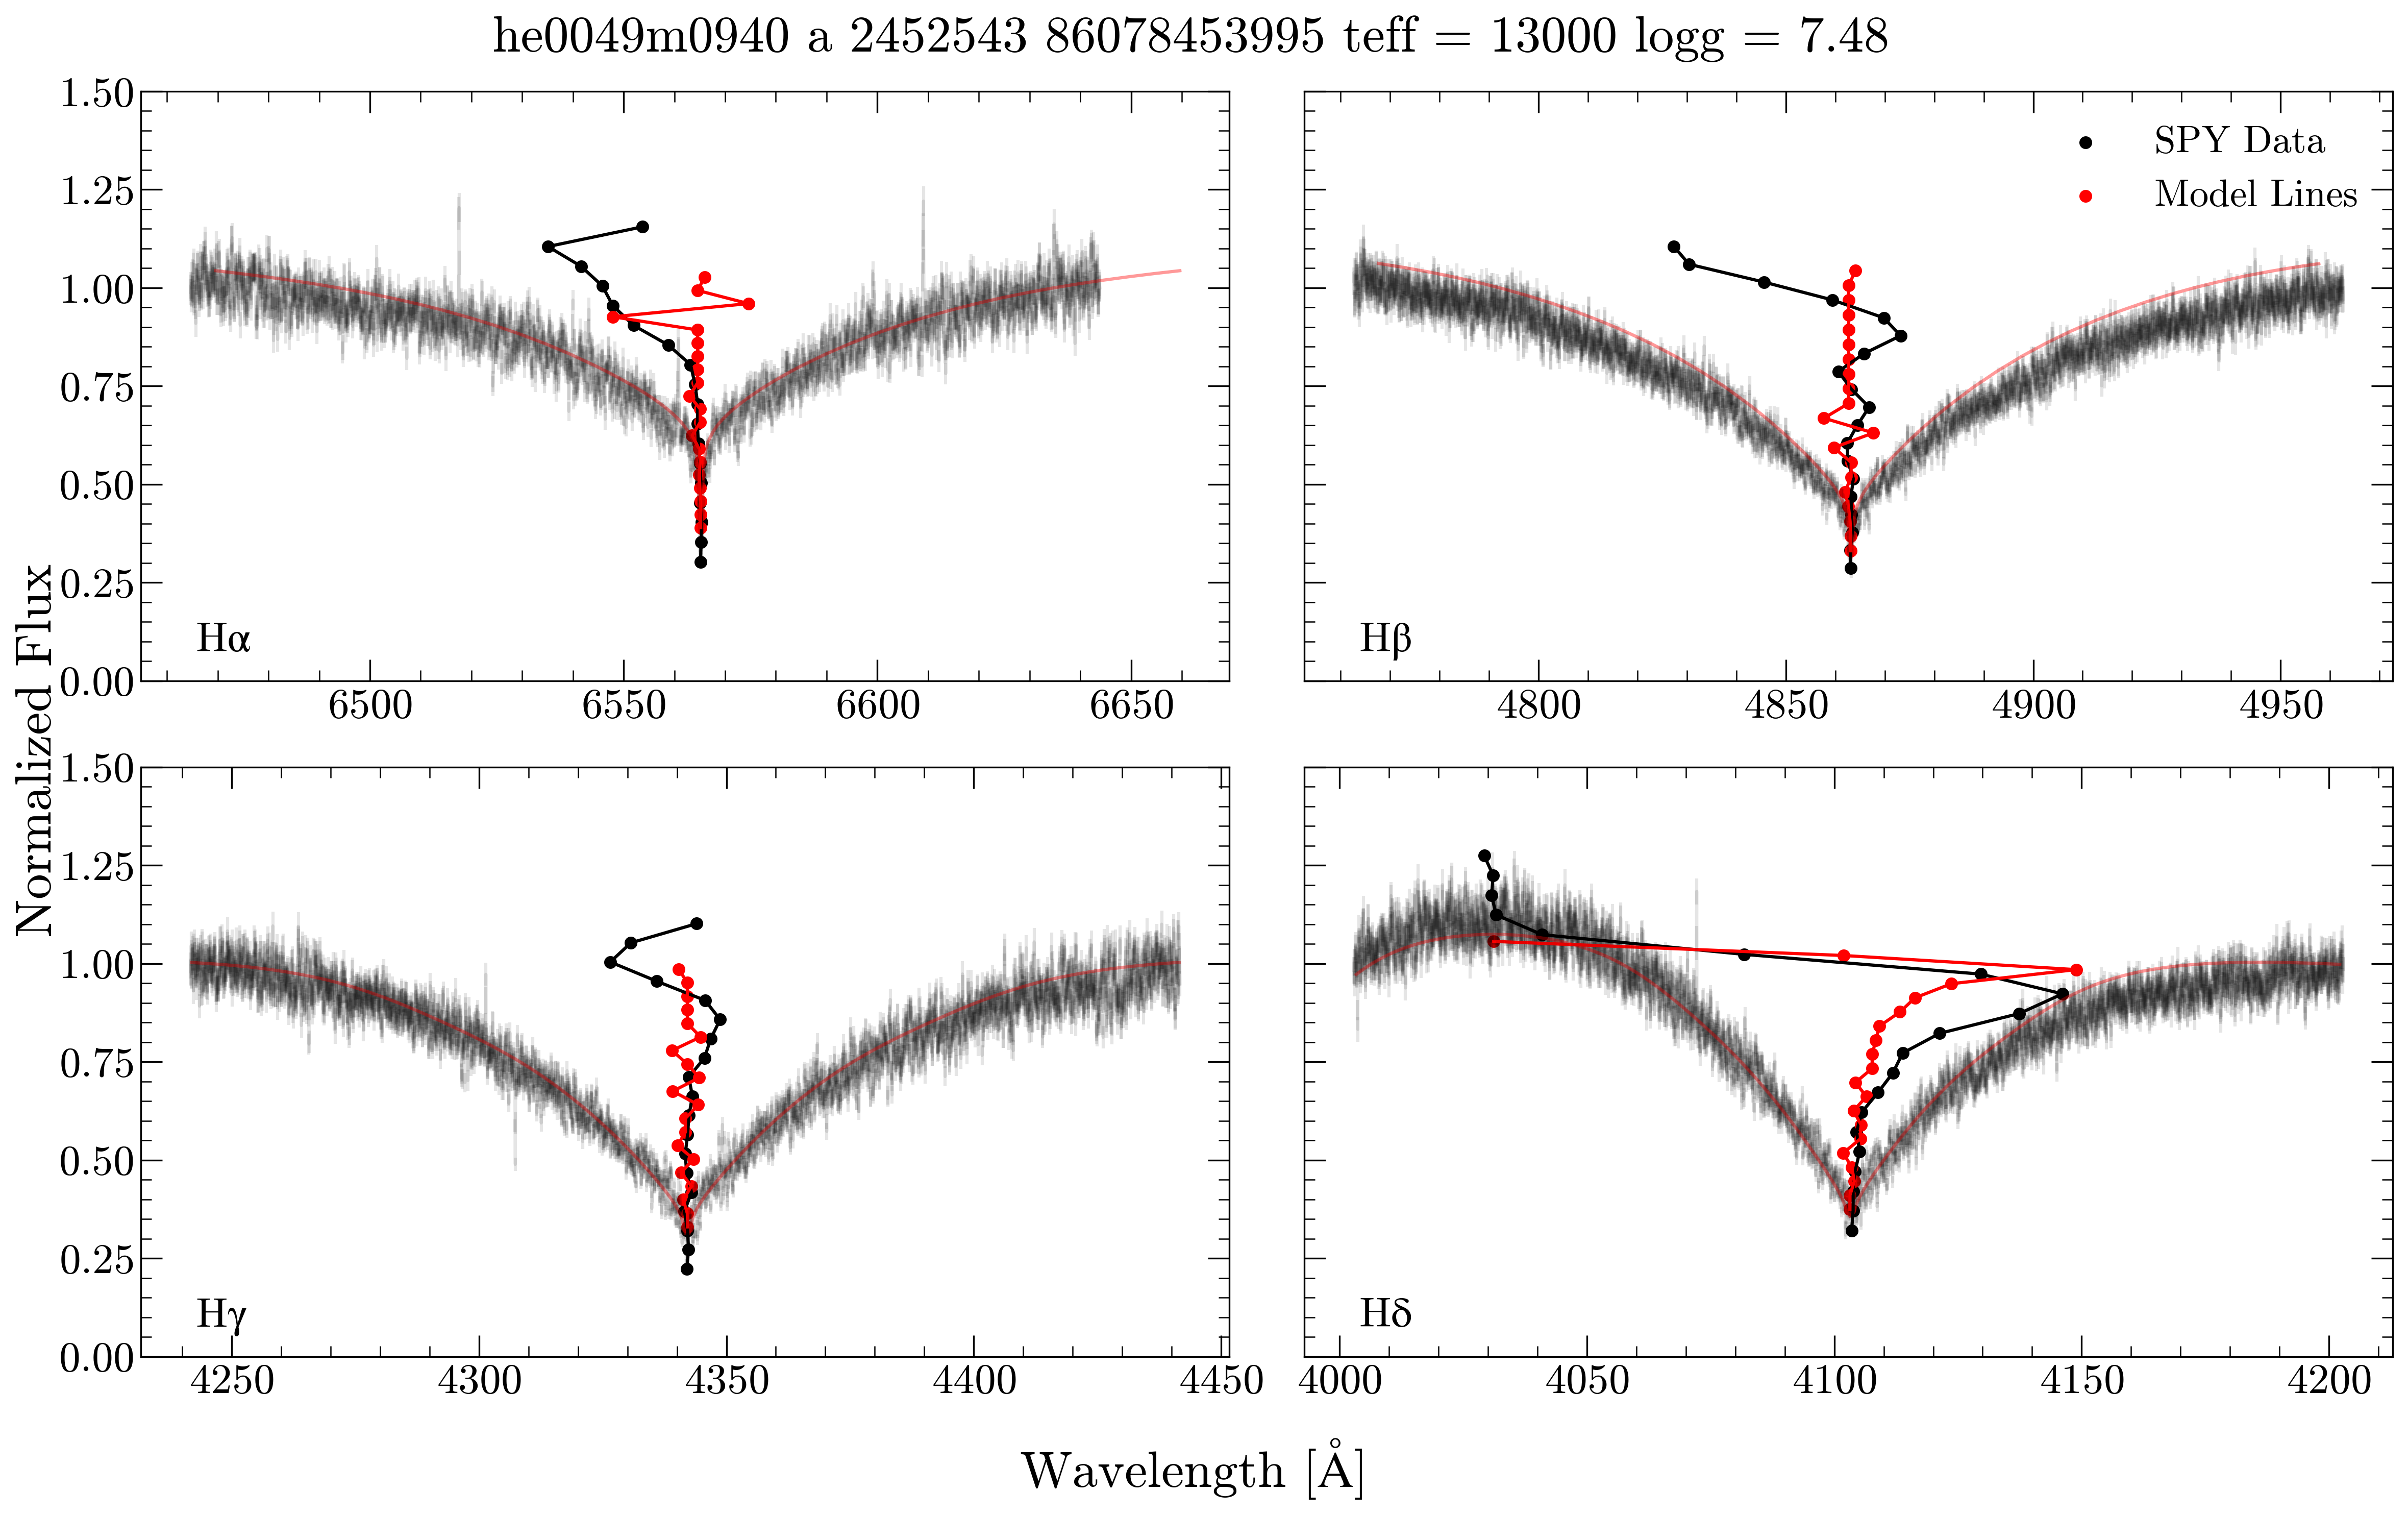 he0049m0940 a 2452543 86078453995 teff = 13000 logg = 7.48
Normalized Flux
1.50
1.25
1.00
0.75
0.50
0.25
0.00
Hα
6500 6550 6600 6650
SPY Data
Model Lines
Hβ
4800 4850 4900 4950
1.50
1.25
1.00
0.75
0.50
0.25
0.00
Hγ
4250 4300 4350 4400 4450
Hδ
4000 4050 4100 4150 4200
Wavelength [Å]